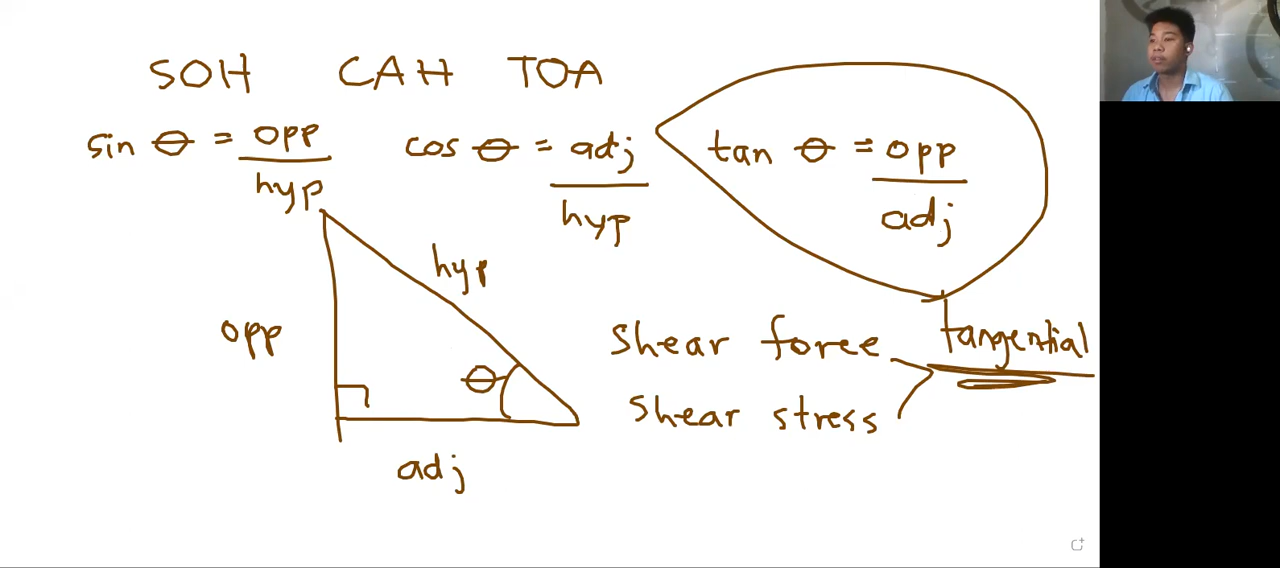 SOH CAH TOA
sin θ = opp / hyp
cos θ = adj / hyp
tan θ = opp / adj
hyp
opp
θ
adj
shear force
tangential
shear stress